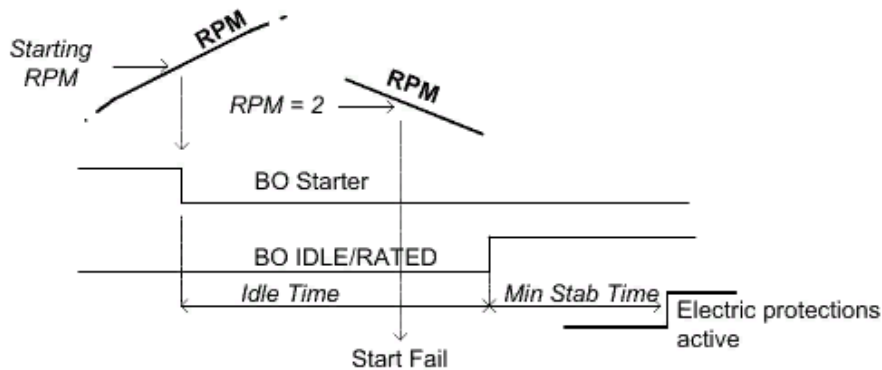 RPM
Starting
RPM
RPM
RPM = 2
BO Starter
BO IDLE/RATED
Idle Time
Min Stab Time
Electric protections
active
Start Fail